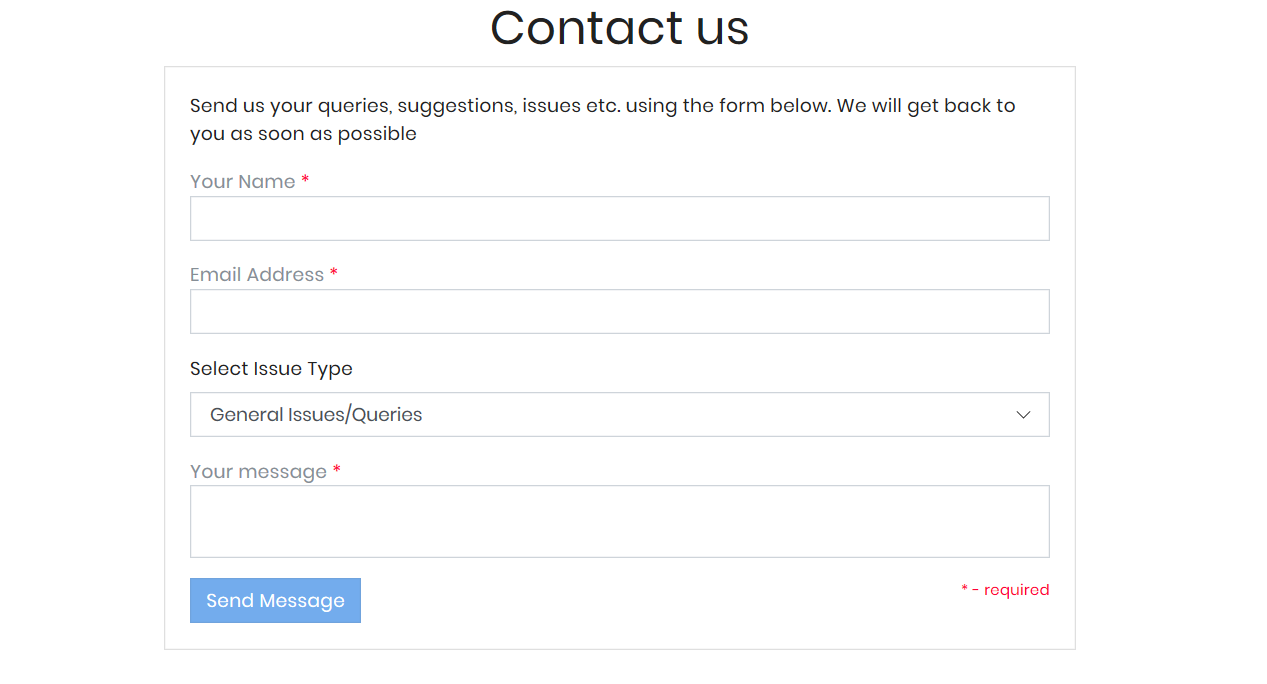 Contact us
Send us your queries, suggestions, issues etc. using the form below. We will get back to
you as soon as possible
Your Name *
Email Address *
Select Issue Type
General Issues/Queries
Your message *
Send Message
* - required